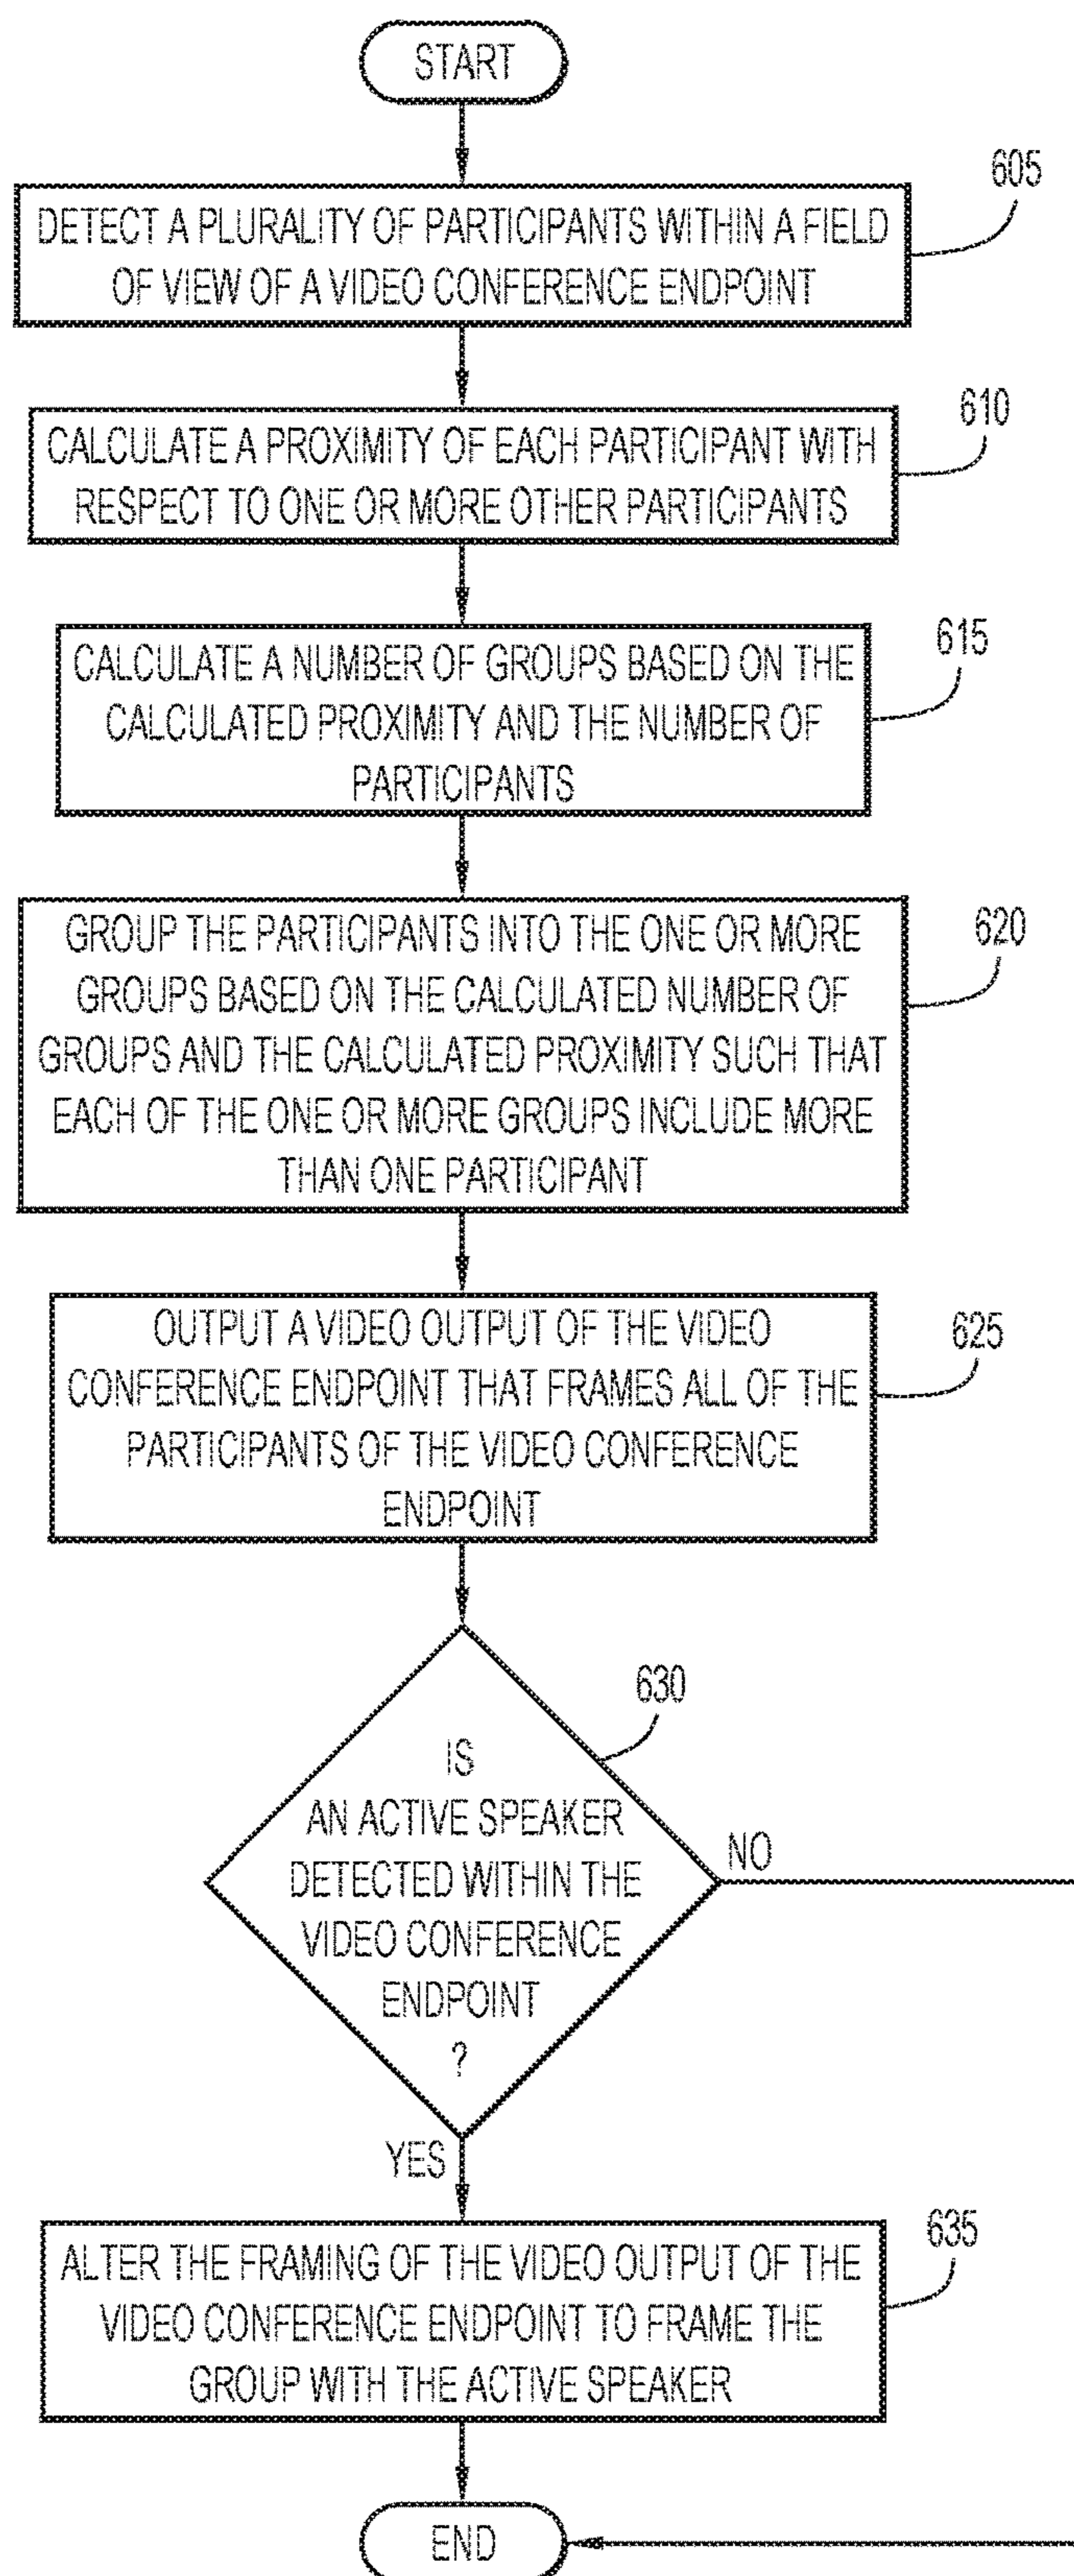 START
605
DETECT A PLURALITY OF PARTICIPANTS WITHIN A FIELD
OF VIEW OF A VIDEO CONFERENCE ENDPOINT
610
CALCULATE A PROXIMITY OF EACH PARTICIPANT WITH
RESPECT TO ONE OR MORE OTHER PARTICIPANTS
615
CALCULATE A NUMBER OF GROUPS BASED ON THE
CALCULATED PROXIMITY AND THE NUMBER OF
PARTICIPANTS
620
GROUP THE PARTICIPANTS INTO THE ONE OR MORE
GROUPS BASED ON THE CALCULATED NUMBER OF
GROUPS AND THE CALCULATED PROXIMITY SUCH THAT
EACH OF THE ONE OR MORE GROUPS INCLUDE MORE
THAN ONE PARTICIPANT
625
OUTPUT A VIDEO OUTPUT OF THE VIDEO
CONFERENCE ENDPOINT THAT FRAMES ALL OF THE
PARTICIPANTS OF THE VIDEO CONFERENCE
ENDPOINT
630
IS
AN ACTIVE SPEAKER
DETECTED WITHIN THE
VIDEO CONFERENCE
ENDPOINT
?
NO
YES
635
ALTER THE FRAMING OF THE VIDEO OUTPUT OF THE
VIDEO CONFERENCE ENDPOINT TO FRAME THE
GROUP WITH THE ACTIVE SPEAKER
END